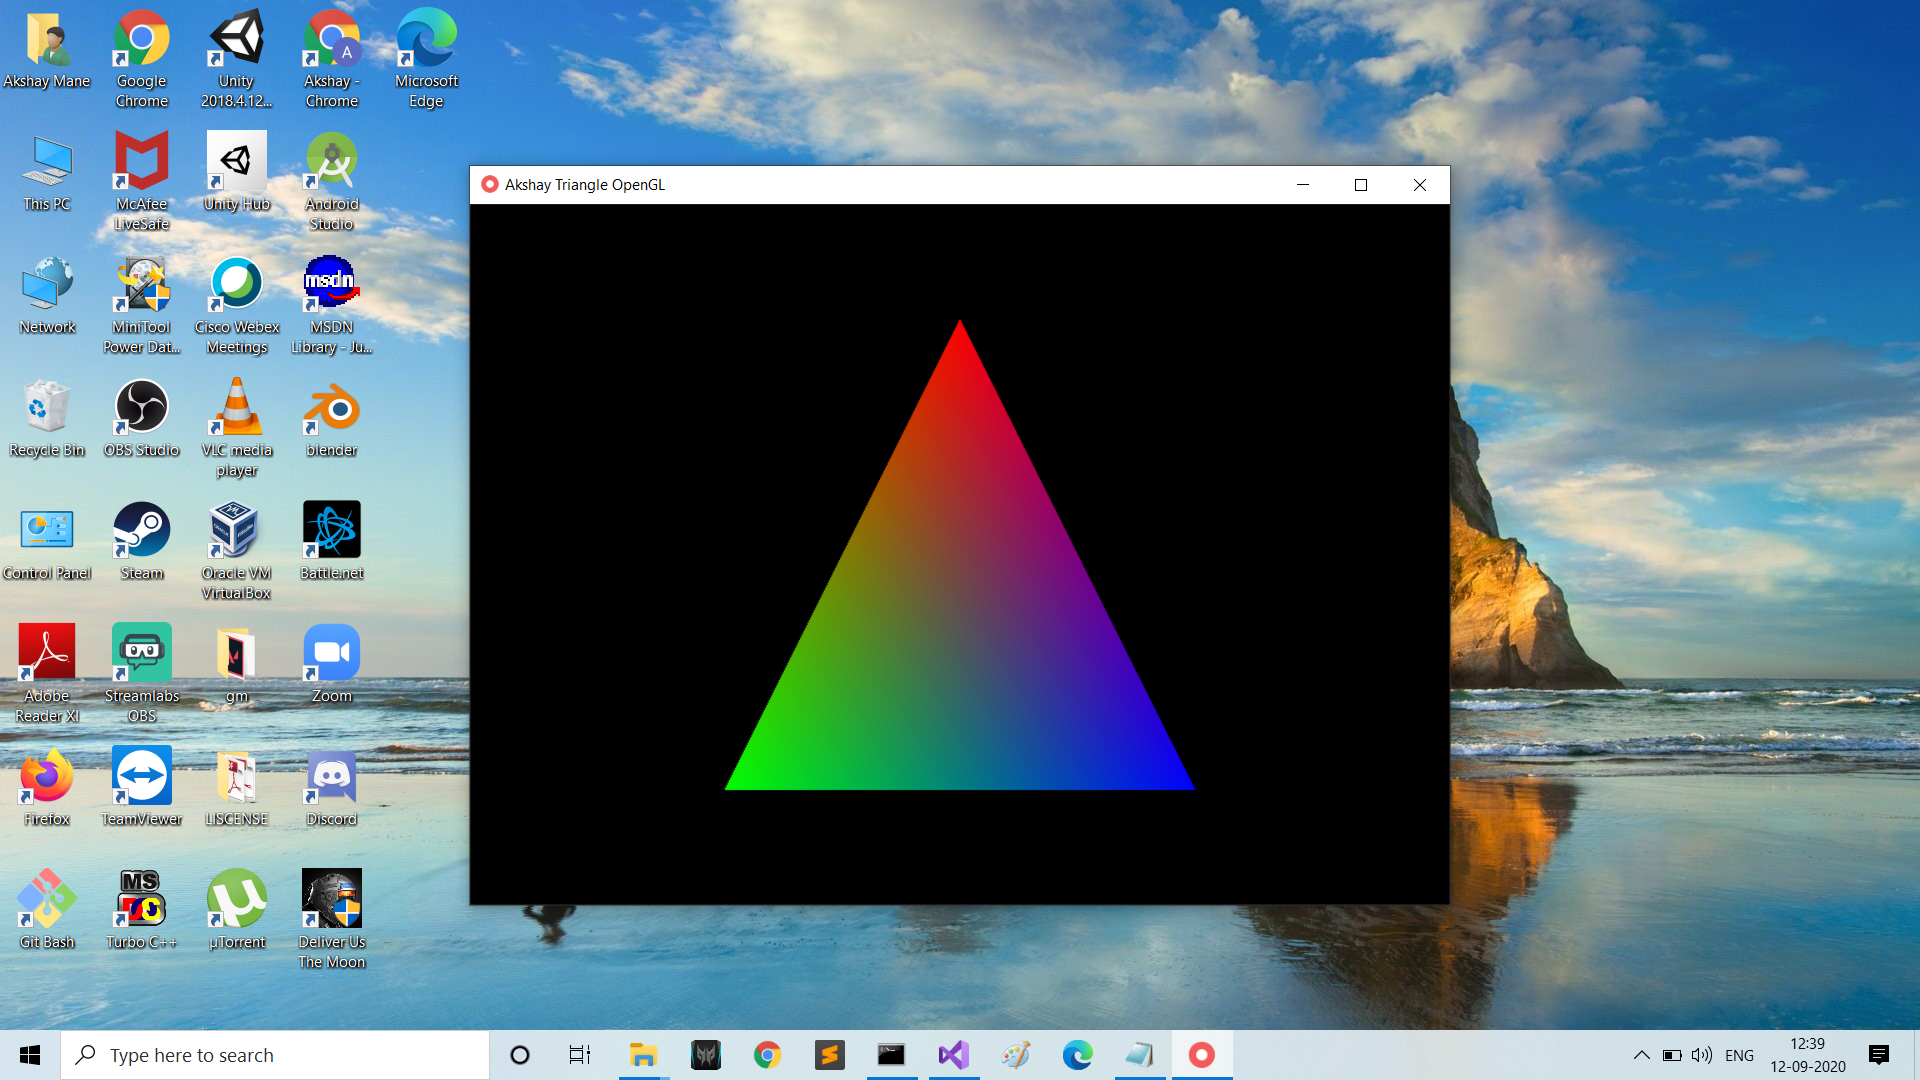 Akshay Mane
Google
Chrome
Unity
2018.4.12...
Akshay -
Chrome
A
Microsoft
Edge
This PC
McAfee
LiveSafe
Unity Hub
Android
Studio
Network
MiniTool
Power Dat...
Cisco Webex
Meetings
msdn
MSDN
Library - Ju...
Recycle Bin
OBS Studio
VLC media
player
blender
Control Panel
Steam
Oracle VM
VirtualBox
Battle.net
Adobe
Reader XI
Streamlabs
OBS
gm
Zoom
Firefox
TeamViewer
LISCENSE
Discord
Git Bash
MS
Turbo C++
µTorrent
Deliver Us
The Moon
Akshay Triangle OpenGL
Type here to search
ENG
12:39
12-09-2020